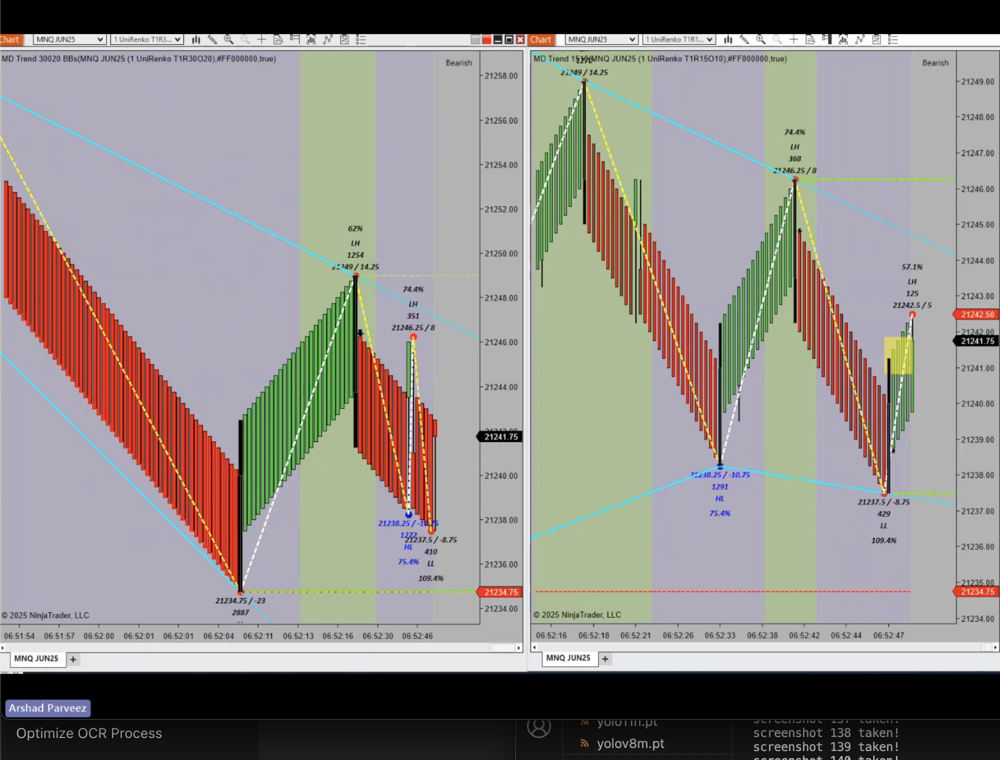 Chart
MNQ JUN25
1 UniRenko T1R3...
Chart
MNQ JUN25
1 UniRenko T1R1...
MD Trend 30020 BBs(MNQ JUN25 (1 UniRenko T1R30O20),#FF000000,true)
Bearish
21258.00
21256.00
21254.00
21252.00
21250.00
21248.00
21246.00
21244.00
21241.75
21240.00
21238.00
21236.00
21234.75
21234.00
62%
LH
1254
21249 / 14.25
74.4%
LH
351
21246.25 / 8
21238.25 / -10.75
1272
HL
75.4%
21237.5 / -8.75
410
LL
109.4%
21234.75 / -23
2887
© 2025 NinjaTrader, LLC
06:51:54
06:51:57
06:52:00
06:52:01
06:52:01
06:52:04
06:52:11
06:52:13
06:52:16
06:52:30
06:52:46
MNQ JUN25
+
MD Trend
(MNQ JUN25 (1 UniRenko T1R15O10),#FF000000,true)
Bearish
21249 / 14.25
74.4%
LH
368
21246.25 / 8
57.1%
LH
125
21242.5 / 5
21238.25 / -10.75
1291
HL
75.4%
21237.5 / -8.75
429
LL
109.4%
21249.00
21248.00
21247.00
21246.00
21245.00
21244.00
21243.00
21242.50
21242.00
21241.75
21241.00
21240.00
21239.00
21238.00
21237.00
21236.00
21235.00
21234.75
21234.00
© 2025 NinjaTrader, LLC
06:52:16
06:52:18
06:52:21
06:52:26
06:52:33
06:52:38
06:52:42
06:52:44
06:52:47
MNQ JUN25
+
Arshad Parveez
Optimize OCR Process
yolo11n.pt
yolov8m.pt
screenshot 137 taken!
screenshot 138 taken!
screenshot 139 taken!
screenshot 140 taken!